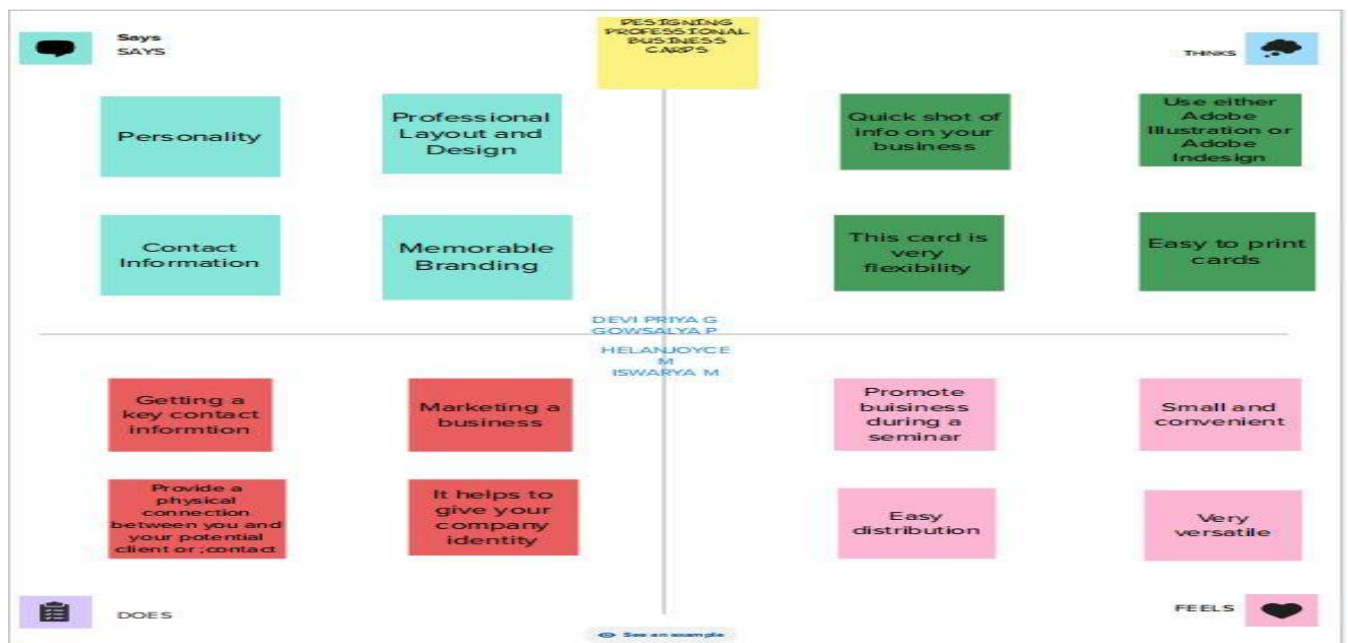 DESIGNING
PROFESSIONAL
BUSINESS
CARDS
Says
SAYS
THINKS
Personality
Professional
Layout and
Design
Quick shot of
info on your
business
Use either
Adobe
Illustration or
Adobe
Indesign
Contact
Information
Memorable
Branding
This card is
very
flexibility
Easy to print
cards
DEVI PRIYA G
GOWSALYA P
HELANJOYCE
M
ISWARYA M
Getting a
key contact
informtion
Marketing a
business
Promote
buisiness
during a
seminar
Small and
convenient
Provide a
physical
connection
between you and
your potential
client or ;contact
It helps to
give your
company
identity
Easy
distribution
Very
versatile
DOES
FEELS
See an example